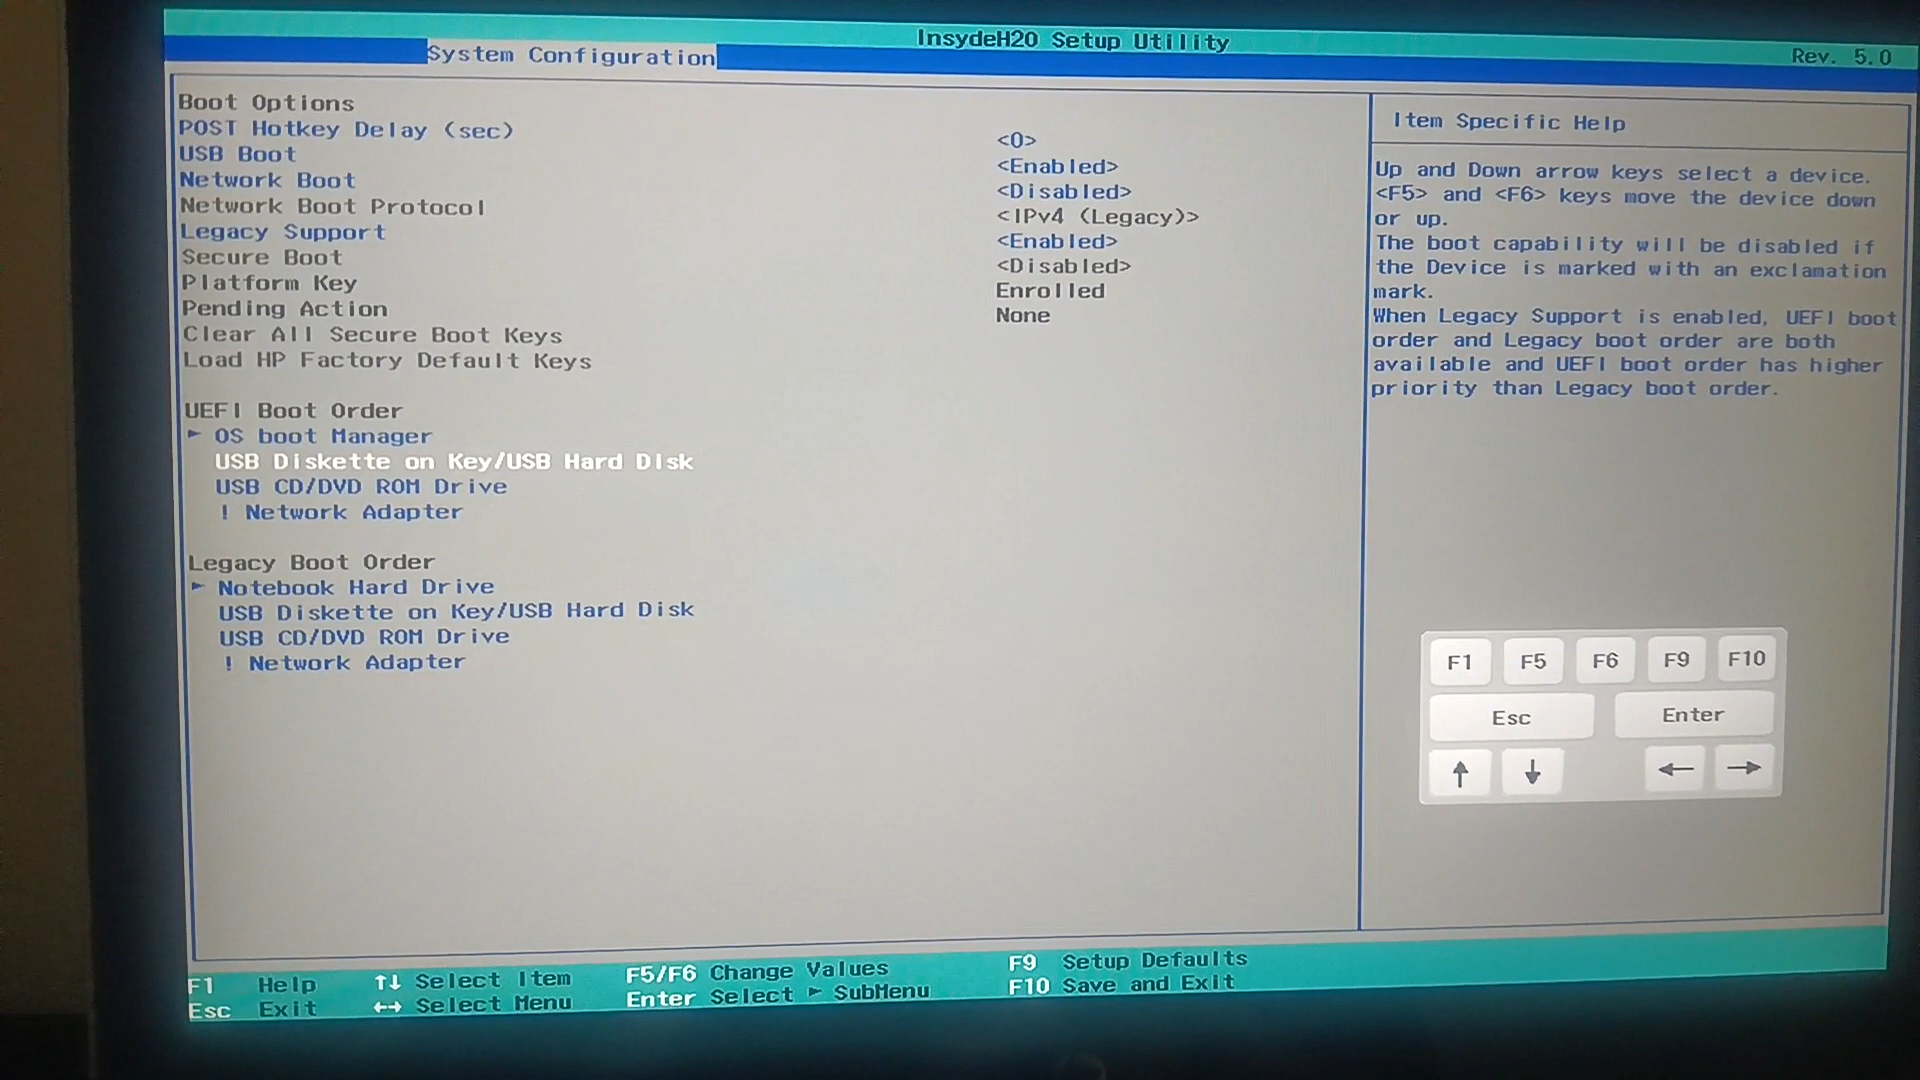 InsydeH20 Setup Utility
Rev. 5.0
System Configuration
Boot Options
POST Hotkey Delay (sec) <0>
USB Boot <Enabled>
Network Boot <Disabled>
Network Boot Protocol <IPv4 (Legacy)>
Legacy Support <Enabled>
Secure Boot <Disabled>
Platform Key Enrolled
Pending Action None
Clear All Secure Boot Keys
Load HP Factory Default Keys
UEFI Boot Order
► OS boot Manager
USB Diskette on Key/USB Hard DIsk
USB CD/DVD ROM Drive
! Network Adapter
Legacy Boot Order
► Notebook Hard Drive
USB Diskette on Key/USB Hard Disk
USB CD/DVD ROM Drive
! Network Adapter
Item Specific Help
Up and Down arrow keys select a device.
<F5> and <F6> keys move the device down
or up.
The boot capability will be disabled if
the Device is marked with an exclamation
mark.
When Legacy Support is enabled, UEFI boot
order and Legacy boot order are both
available and UEFI boot order has higher
priority than Legacy boot order.
F1 F5 F6 F9 F10
Esc Enter
↑ ↓ ← →
F1 Help ↑↓ Select Item F5/F6 Change Values F9 Setup Defaults
Esc Exit ↔ Select Menu Enter Select ► SubMenu F10 Save and Exit